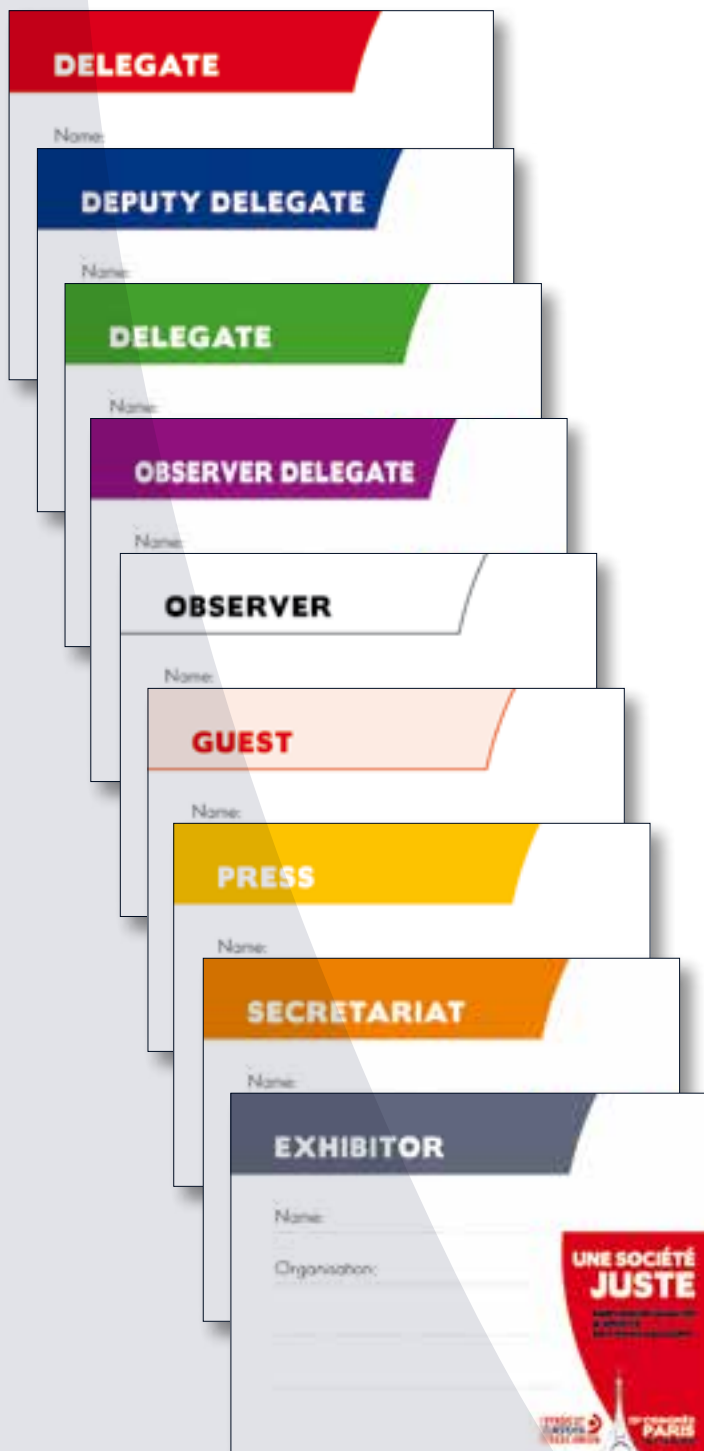 DELEGATE
Name:
DEPUTY DELEGATE
Name:
DELEGATE
Name:
OBSERVER DELEGATE
Name:
OBSERVER
Name:
GUEST
Name:
PRESS
Name:
SECRETARIAT
Name:
EXHIBITOR
Name:
Organisation:
UNE SOCIÉTÉ
JUSTE
CONGRÈS
PARIS